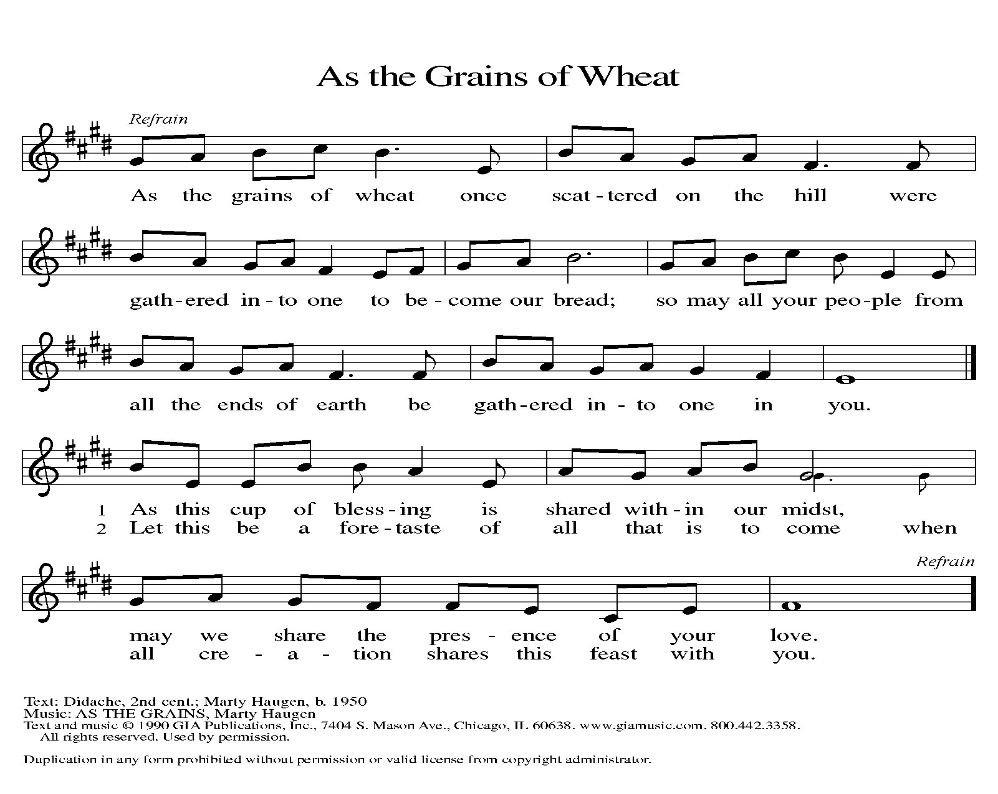 As the Grains of Wheat
Refrain
As the grains of wheat once scat - tered on the hill were
gath - ered in - to one to be - come our bread; so may all your peo - ple from
all the ends of earth be gath - ered in - to one in you.
1 As this cup of bless - ing is shared with - in our midst,
2 Let this be a fore - taste of all that is to come when
Refrain
may we share the pres - ence of your love.
all cre - a - tion shares this feast with you.
Text: Didache, 2nd cent.; Marty Haugen, b. 1950
Music: AS THE GRAINS, Marty Haugen
Text and music © 1990 GIA Publications, Inc., 7404 S. Mason Ave., Chicago, IL 60638. www.giamusic.com. 800.442.3358.
All rights reserved. Used by permission.
Duplication in any form prohibited without permission or valid license from copyright administrator.